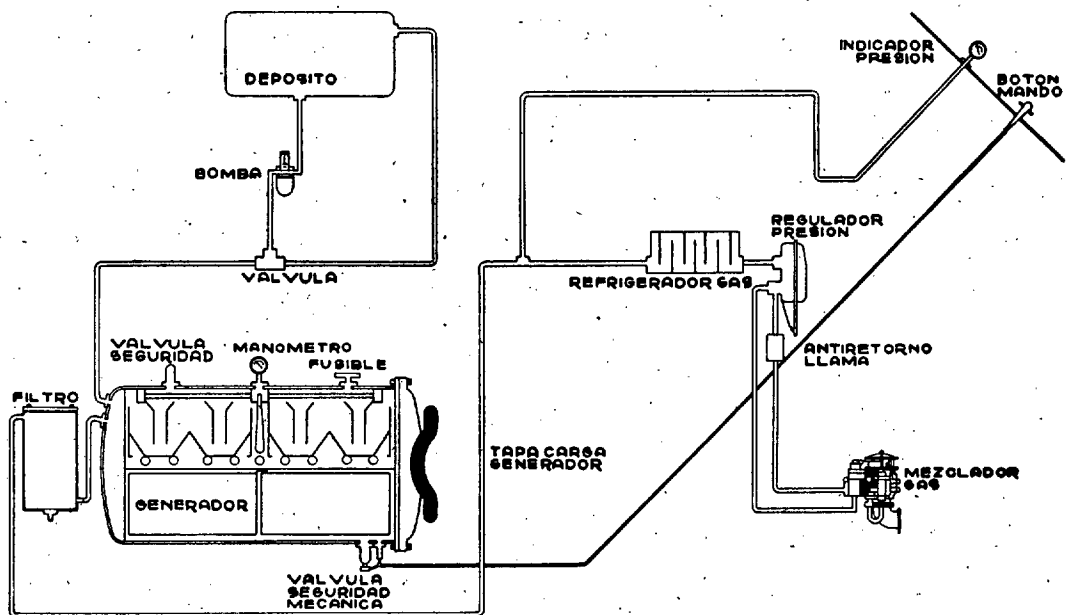 DEPOSITO
INDICADOR
PRESION
BOTON
MANDO
BOMBA
REGULADOR
PRESION
VALVULA
REFRIGERADOR GAS
VALVULA
SEGURIDAD
MANOMETRO
FUSIBLE
ANTIRETORNO
LLAMA
FILTRO
TAPA CARGA
GENERADOR
MEZCLADOR
GAS
GENERADOR
VALVULA
SEGURIDAD
MECANICA